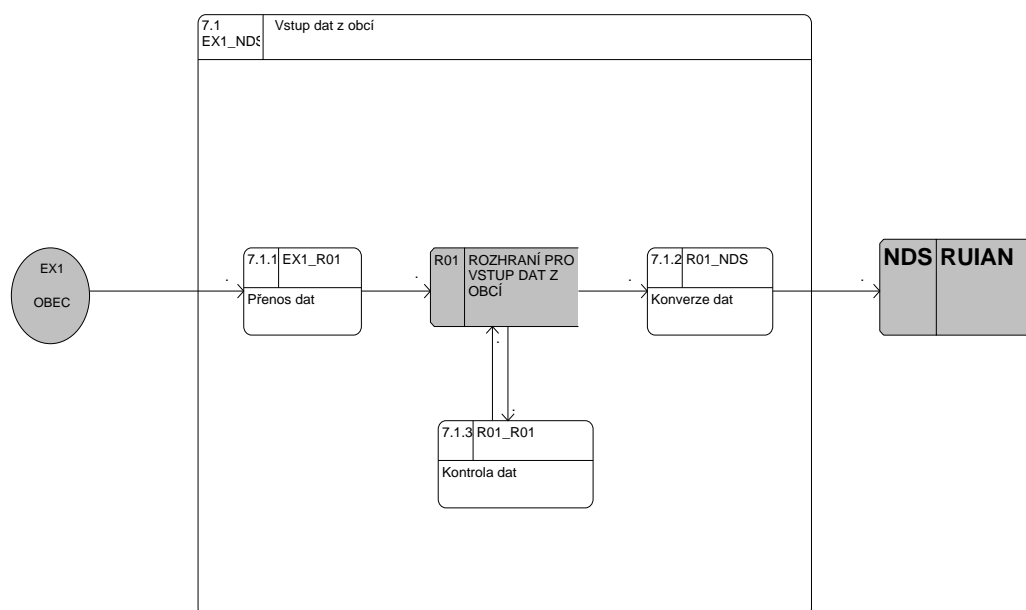 7.1
EX1_NDS
Vstup dat z obcí
EX1
OBEC
7.1.1 EX1_R01
Přenos dat
R01 ROZHRANÍ PRO
VSTUP DAT Z
OBCÍ
7.1.2 R01_NDS
Konverze dat
NDS RUIAN
7.1.3 R01_R01
Kontrola dat